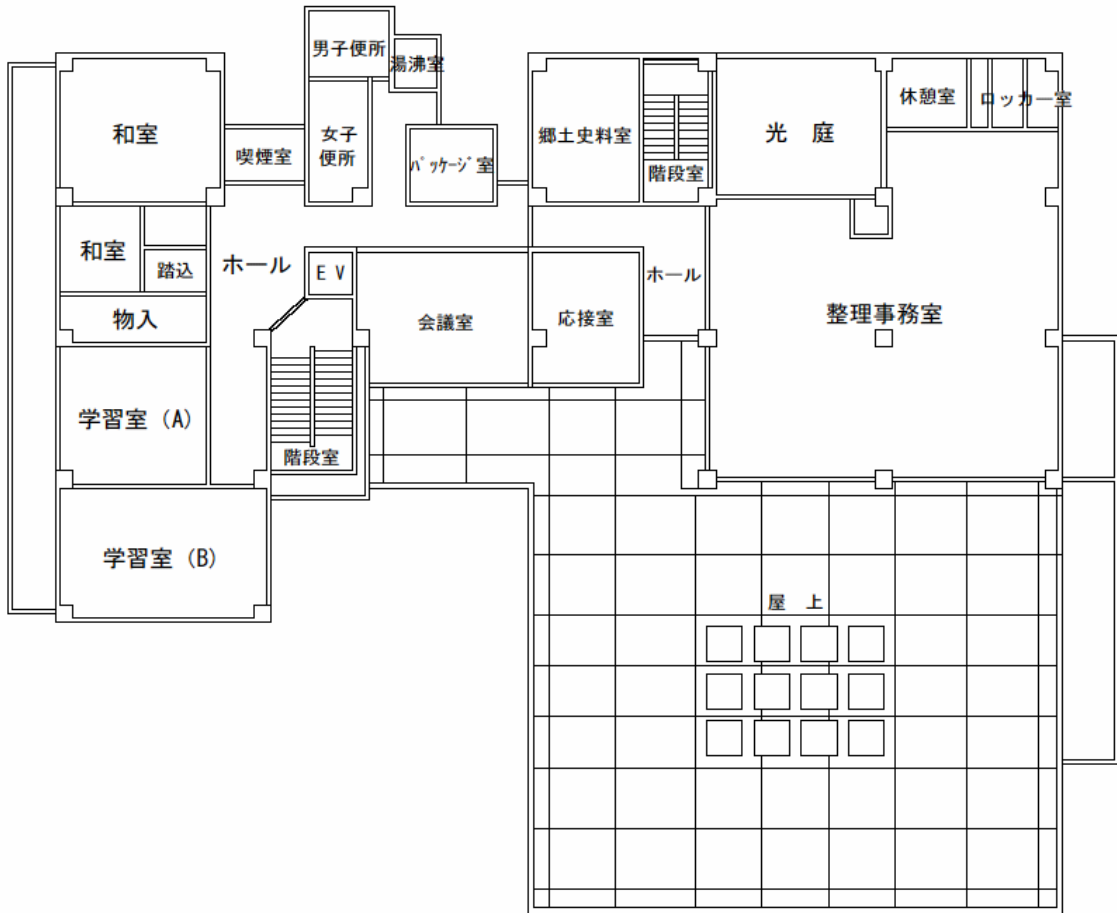 男子便所
湯沸室
和室
喫煙室
女子
便所
パッケージ室
郷土史料室
階段室
光 庭
休憩室
ロッカー室
和室
踏込
物入
ホール
EV
会議室
応接室
ホール
整理事務室
学習室(A)
階段室
学習室(B)
屋 上